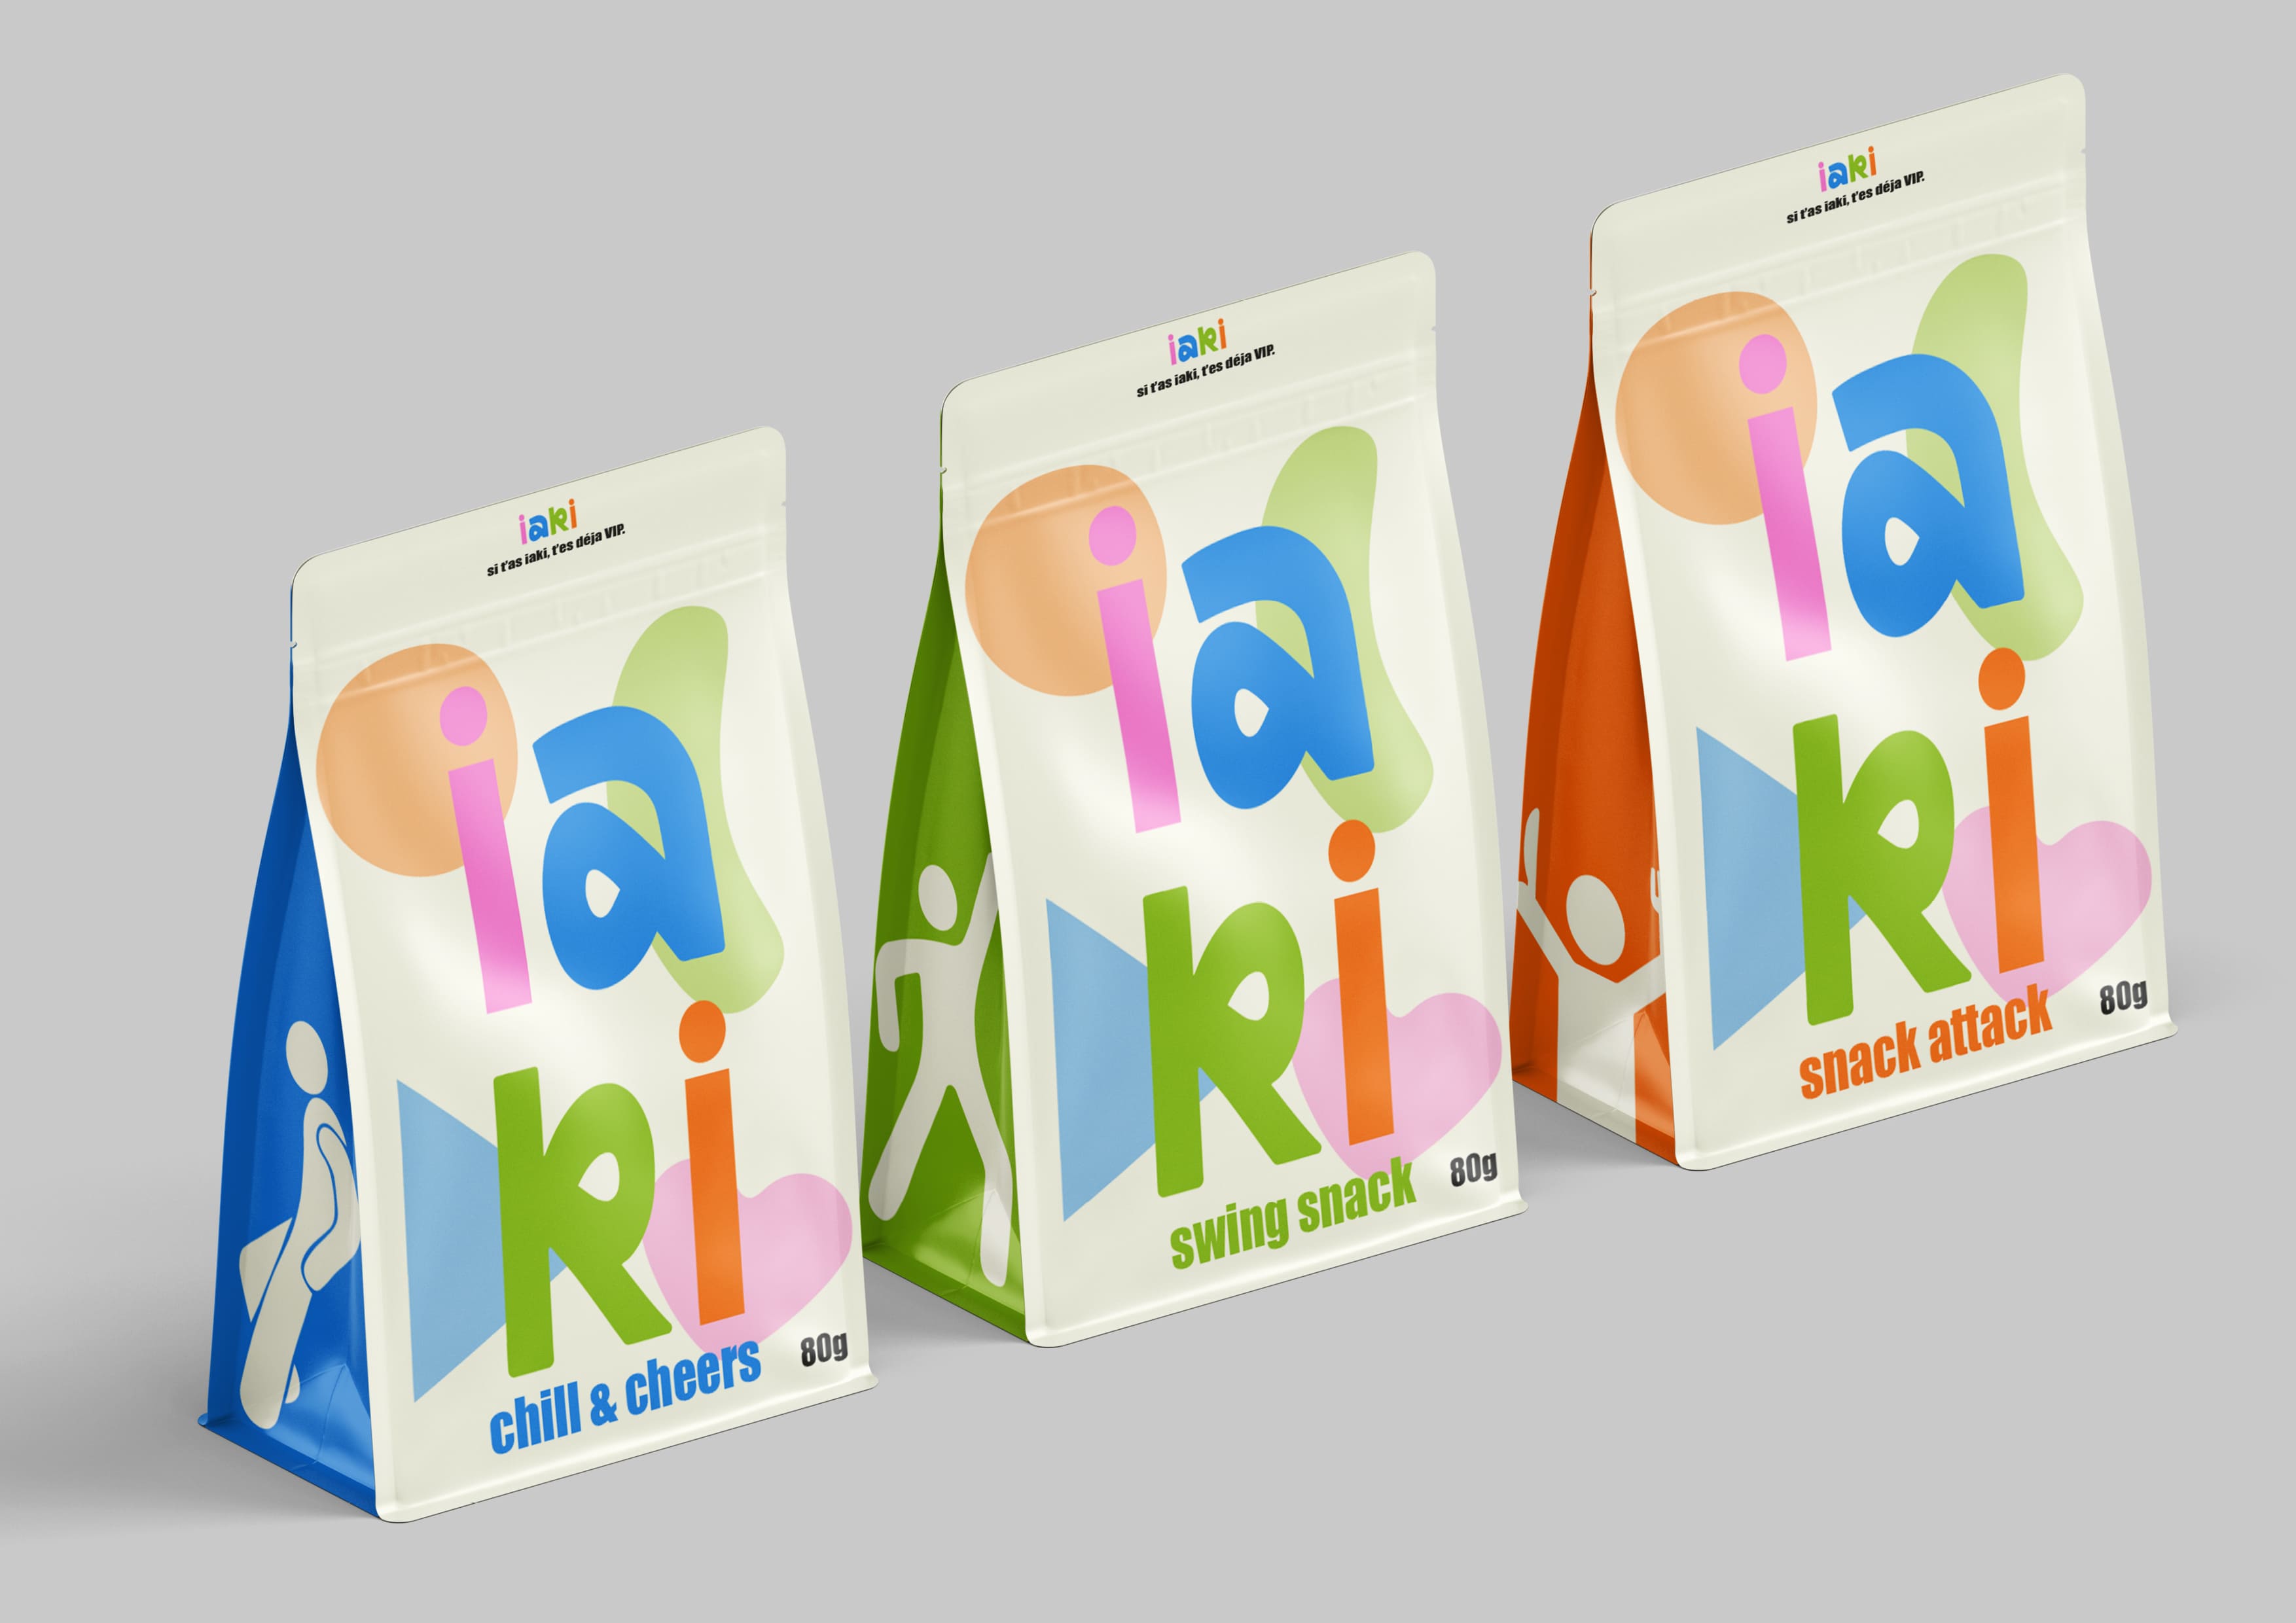 iaki
si t'as iaki, t'es déja VIP.
ia
ki
chill & cheers
80g
iaki
si t'as iaki, t'es déja VIP.
ia
ki
swing snack
80g
iaki
si t'as iaki, t'es déja VIP.
ia
ki
snack attack
80g